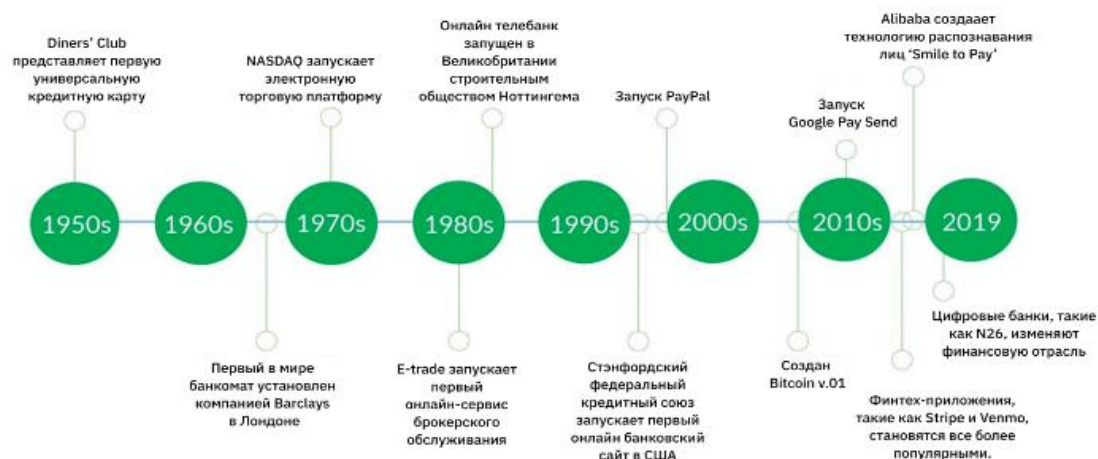 Diners’ Club
представляет первую
универсальную
кредитную карту
NASDAQ запускает
электронную
торговую платформу
Онлайн телебанк
запущен в
Великобритании
строительным
обществом Ноттингема
Запуск PayPal
Запуск
Google Pay Send
Alibaba создаает
технологию распознавания
лиц ‘Smile to Pay’
1950s
1960s
1970s
1980s
1990s
2000s
2010s
2019
Первый в мире
банкомат установлен
компанией Barclays
в Лондоне
E-trade запускает
первый
онлайн-сервис
брокерского
обслуживания
Стэнфордский
федеральный
кредитный союз
запускает первый
онлайн банковский
сайт в США
Создан
Bitcoin v.01
Финтех-приложения,
такие как Stripe и Venmo,
становятся все более
популярными.
Цифровые банки, такие
как N26, изменяют
финансовую отрасль